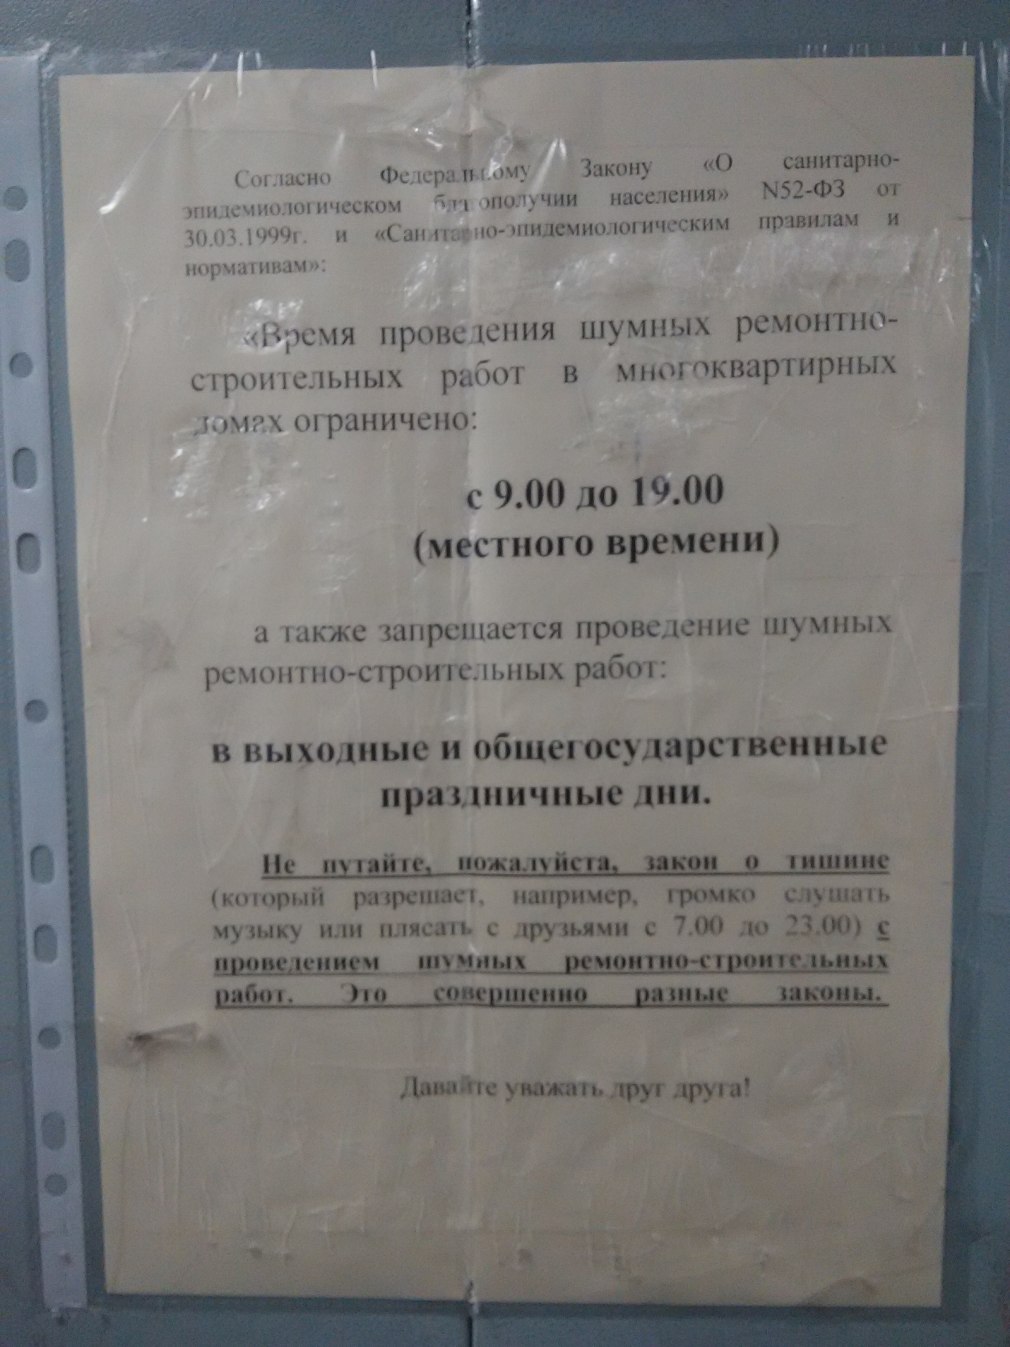 Согласно Федеральному Закону «О санитарно-
эпидемиологическом благополучии населения» N52-ФЗ от
30.03.1999г. и «Санитарно-эпидемиологическим правилам и
нормативам»:
«Время проведения шумных ремонтно-
строительных работ в многоквартирных
домах ограничено:
с 9.00 до 19.00
(местного времени)
а также запрещается проведение шумных
ремонтно-строительных работ:
в выходные и общегосударственные
праздничные дни.
Не путайте, пожалуйста, закон о тишине
(который разрешает, например, громко слушать
музыку или плясать с друзьями с 7.00 до 23.00) с
проведением шумных ремонтно-строительных
работ. Это совершенно разные законы.
Давайте уважать друг друга!